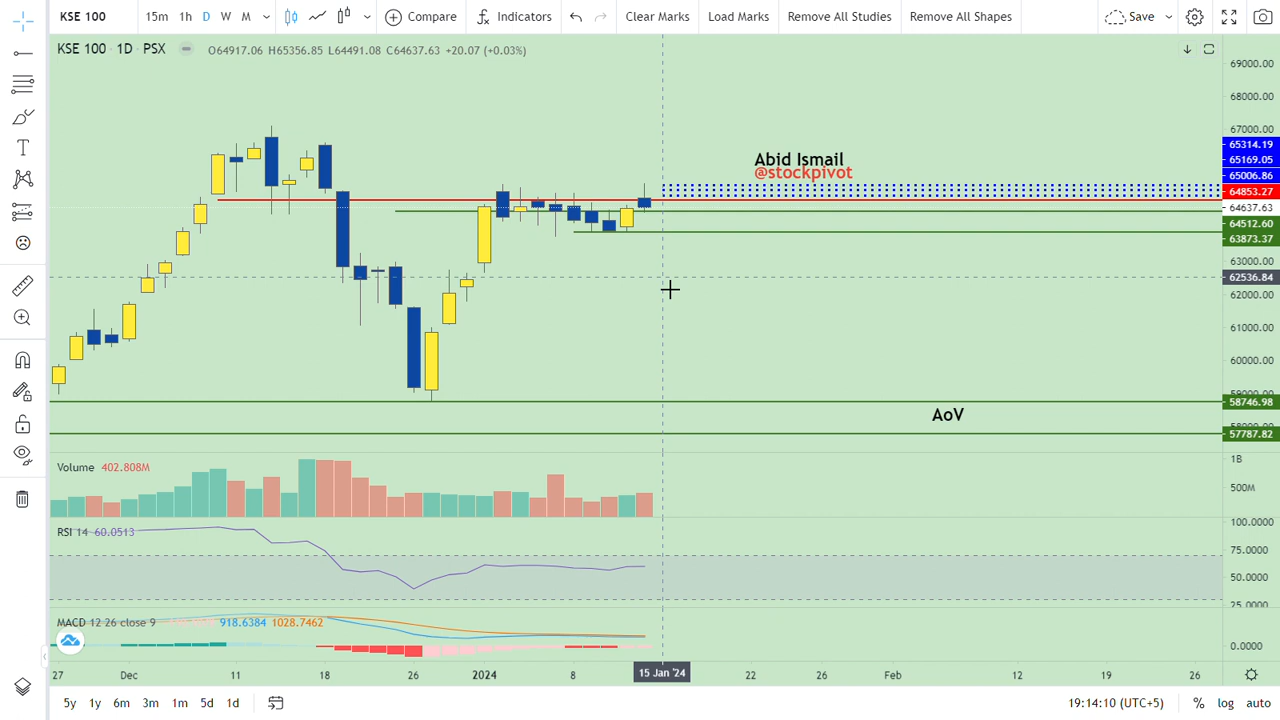 KSE 100 15m 1h D W M Compare Indicators Clear Marks Load Marks Remove All Studies Remove All Shapes Save
KSE 100 · 1D · PSX O64917.06 H65356.85 L64491.08 C64637.63 +20.07 (+0.03%)
69000.00
68000.00
67000.00
65314.19
Abid Ismail
65169.05
@stockpivot
65006.86
64853.27
64637.63
64512.60
63873.37
63000.00
62536.84
62000.00
61000.00
60000.00
58746.98
AoV
57787.82
Volume 402.808M
1B
500M
RSI 14 60.0513
100.0000
75.0000
50.0000
25.0000
MACD 12 26 close 9 918.6384 1028.7462
0.0000
27 Dec 11 18 26 2024 8 15 Jan '24 22 26 Feb 12 19 26
5y 1y 6m 3m 1m 5d 1d 19:14:10 (UTC+5) % log auto